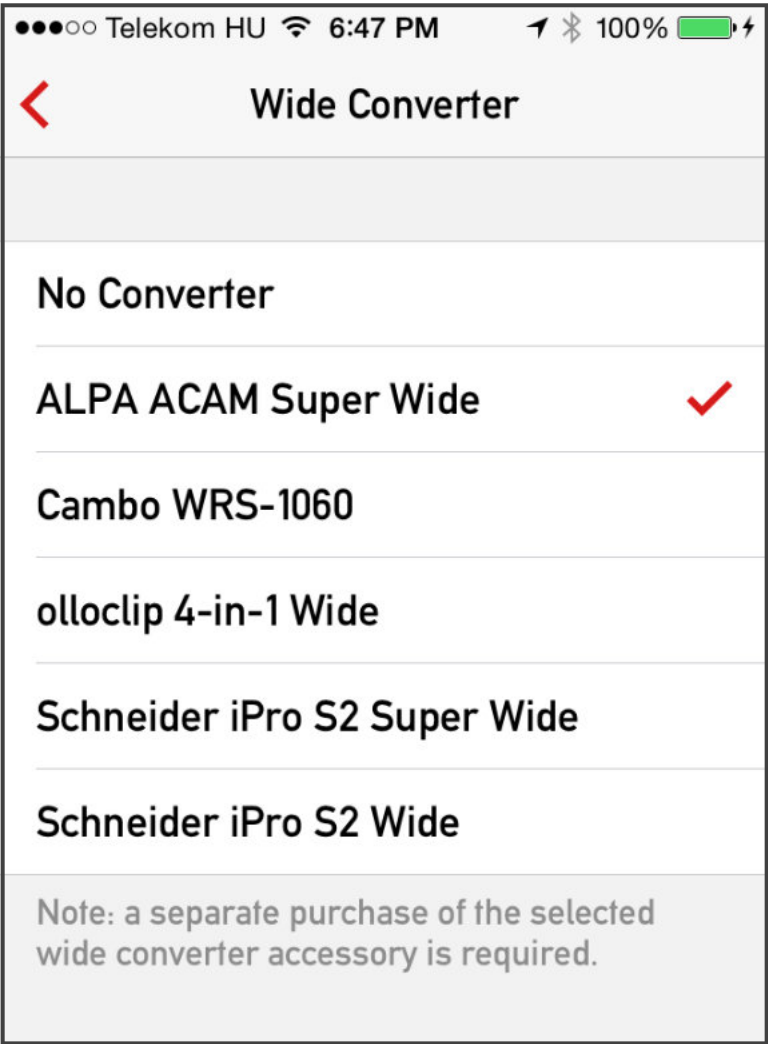 Telekom HU 6:47 PM 100%
Wide Converter
No Converter
ALPA ACAM Super Wide
Cambo WRS-1060
olloclip 4-in-1 Wide
Schneider iPro S2 Super Wide
Schneider iPro S2 Wide
Note: a separate purchase of the selected
wide converter accessory is required.